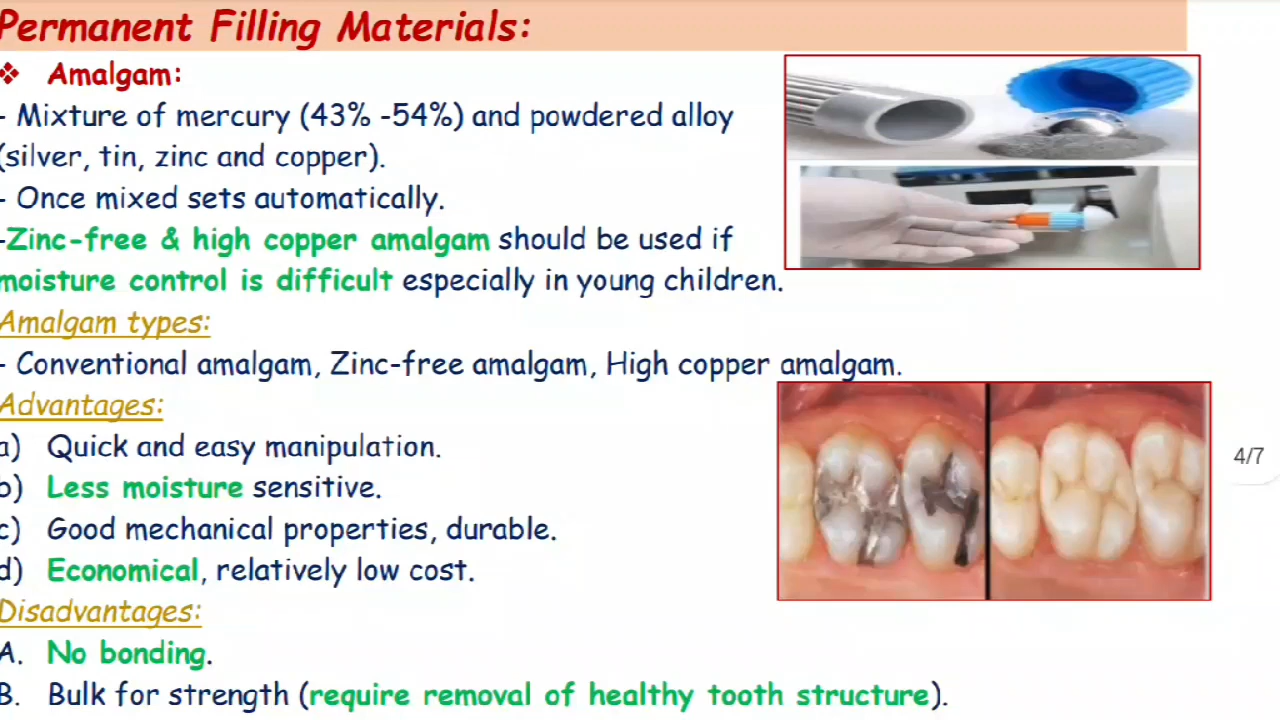 Permanent Filling Materials:
❖ Amalgam:
- Mixture of mercury (43% -54%) and powdered alloy
(silver, tin, zinc and copper).
- Once mixed sets automatically.
-Zinc-free & high copper amalgam should be used if
moisture control is difficult especially in young children.
Amalgam types:
- Conventional amalgam, Zinc-free amalgam, High copper amalgam.
Advantages:
a) Quick and easy manipulation.
b) Less moisture sensitive.
c) Good mechanical properties, durable.
d) Economical, relatively low cost.
Disadvantages:
A. No bonding.
B. Bulk for strength (require removal of healthy tooth structure).
4/7